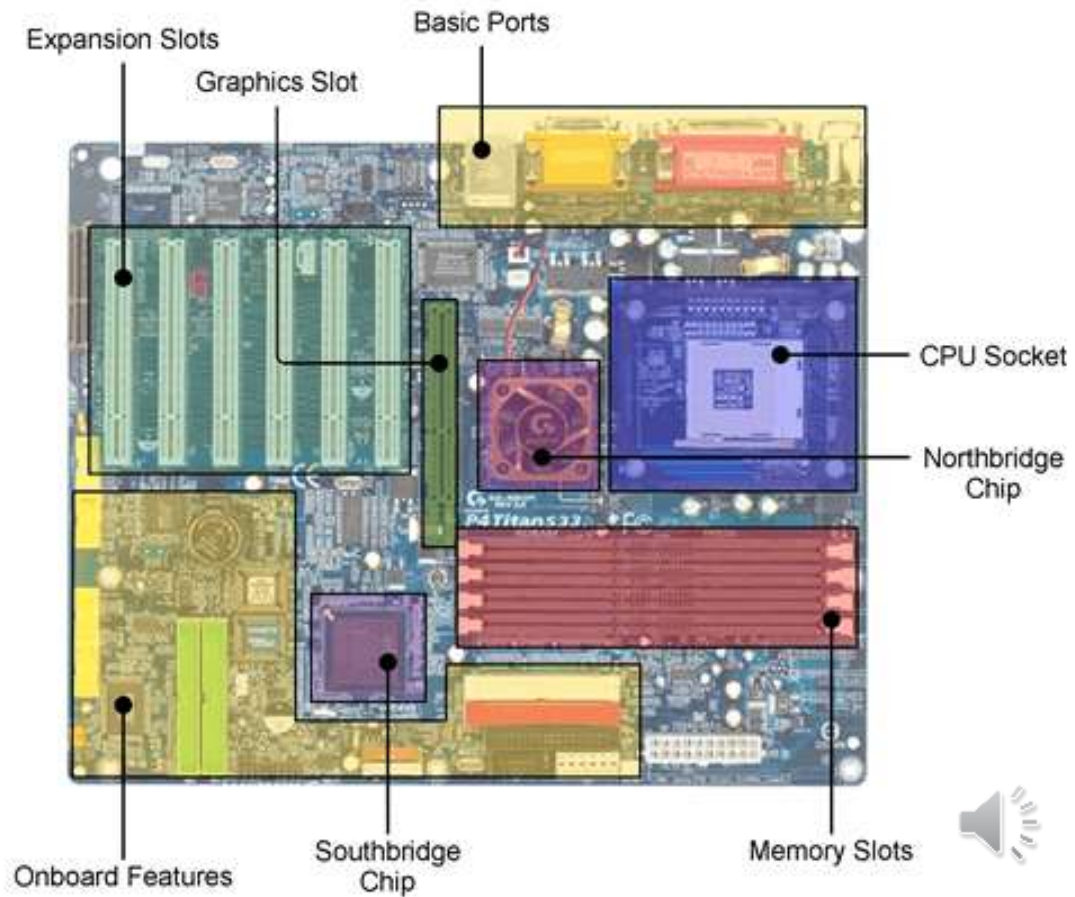 Basic Ports
Expansion Slots
Graphics Slot
CPU Socket
Northbridge
Chip
P4Titan533
Southbridge
Chip
Memory Slots
Onboard Features